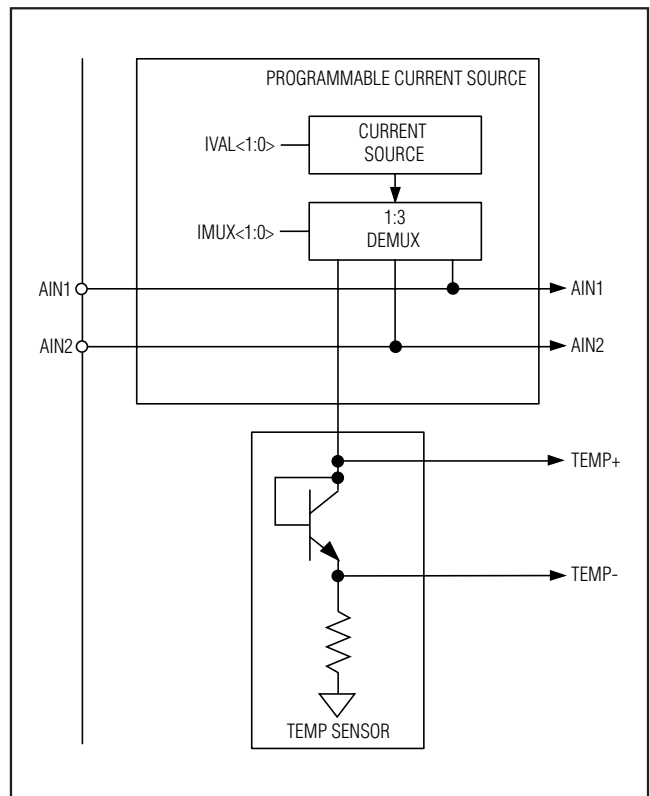 PROGRAMMABLE CURRENT SOURCE
CURRENT
SOURCE
IVAL<1:0>
1:3
DEMUX
IMUX<1:0>
AIN1
AIN1
AIN2
AIN2
TEMP+
TEMP-
TEMP SENSOR